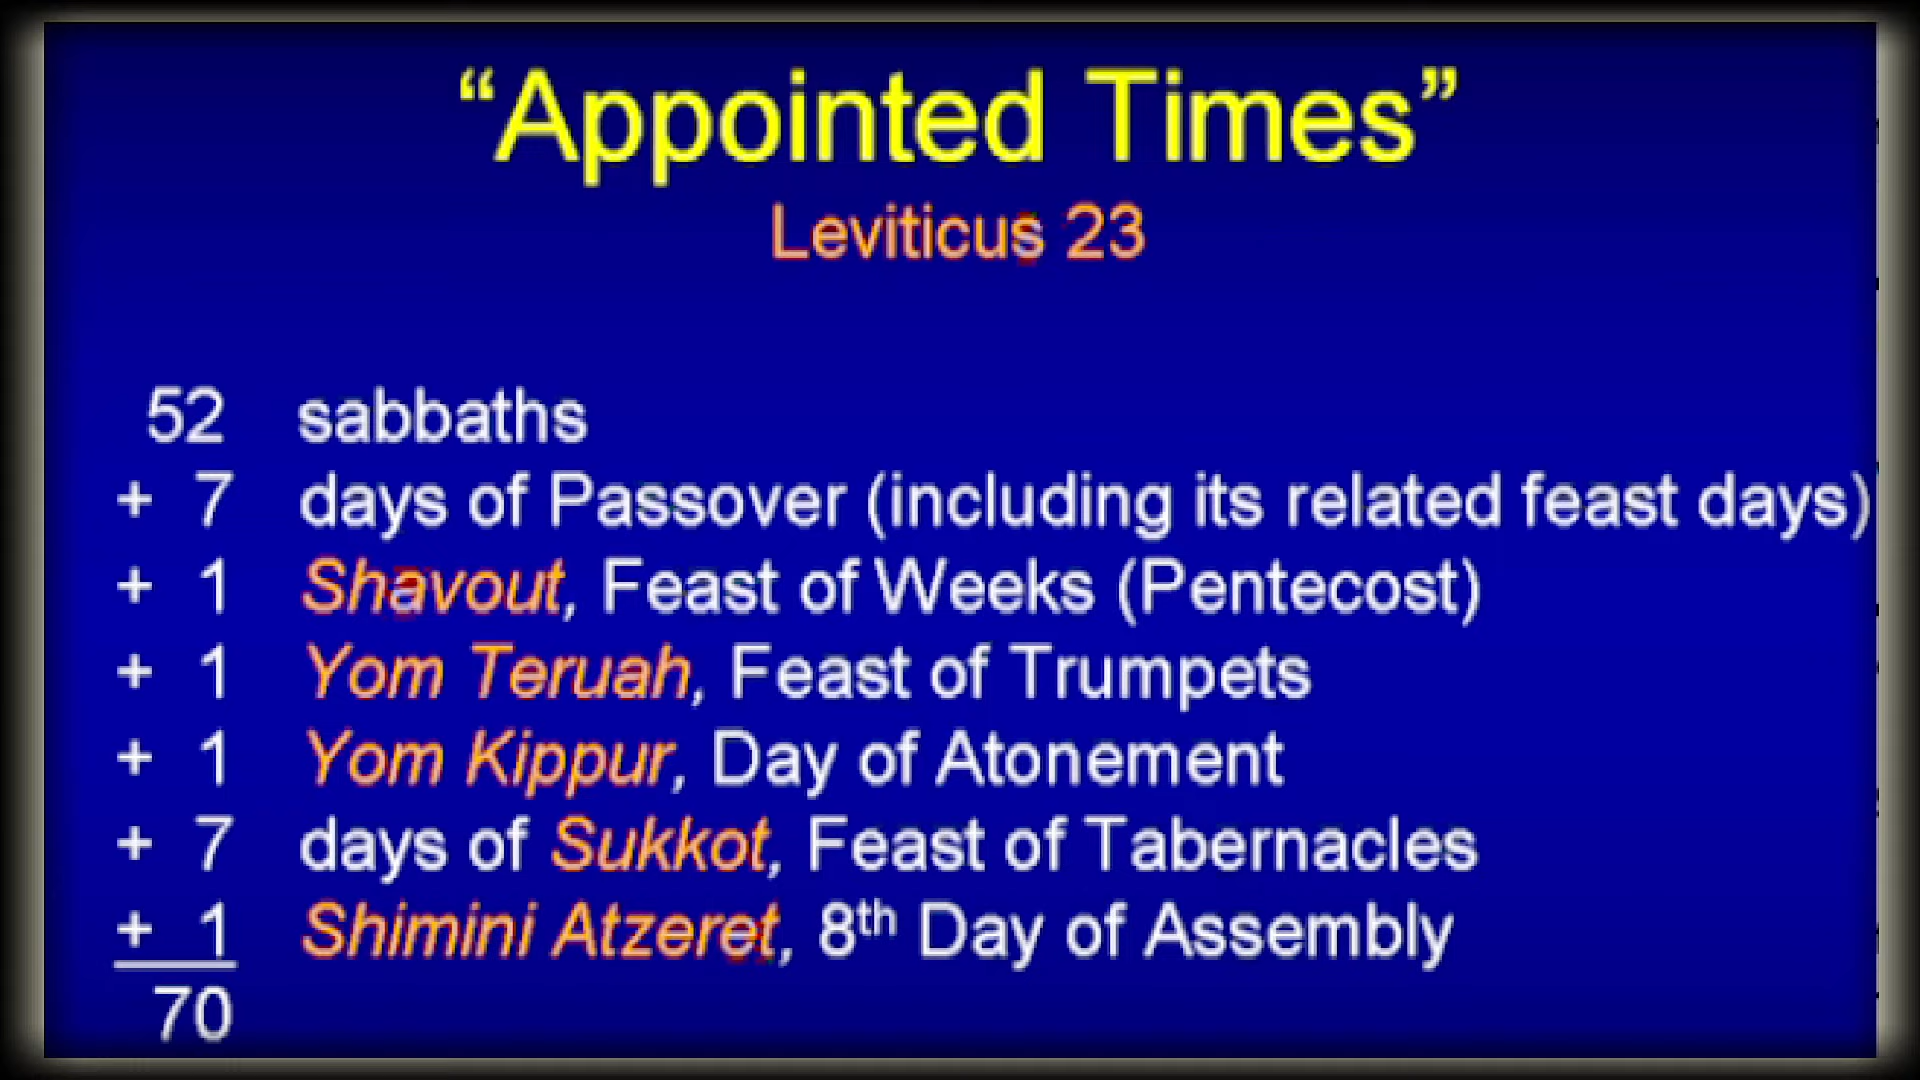 “Appointed Times”
Leviticus 23
52 sabbaths
+ 7 days of Passover (including its related feast days)
+ 1 Shavout, Feast of Weeks (Pentecost)
+ 1 Yom Teruah, Feast of Trumpets
+ 1 Yom Kippur, Day of Atonement
+ 7 days of Sukkot, Feast of Tabernacles
+ 1 Shimini Atzeret, 8th Day of Assembly
70